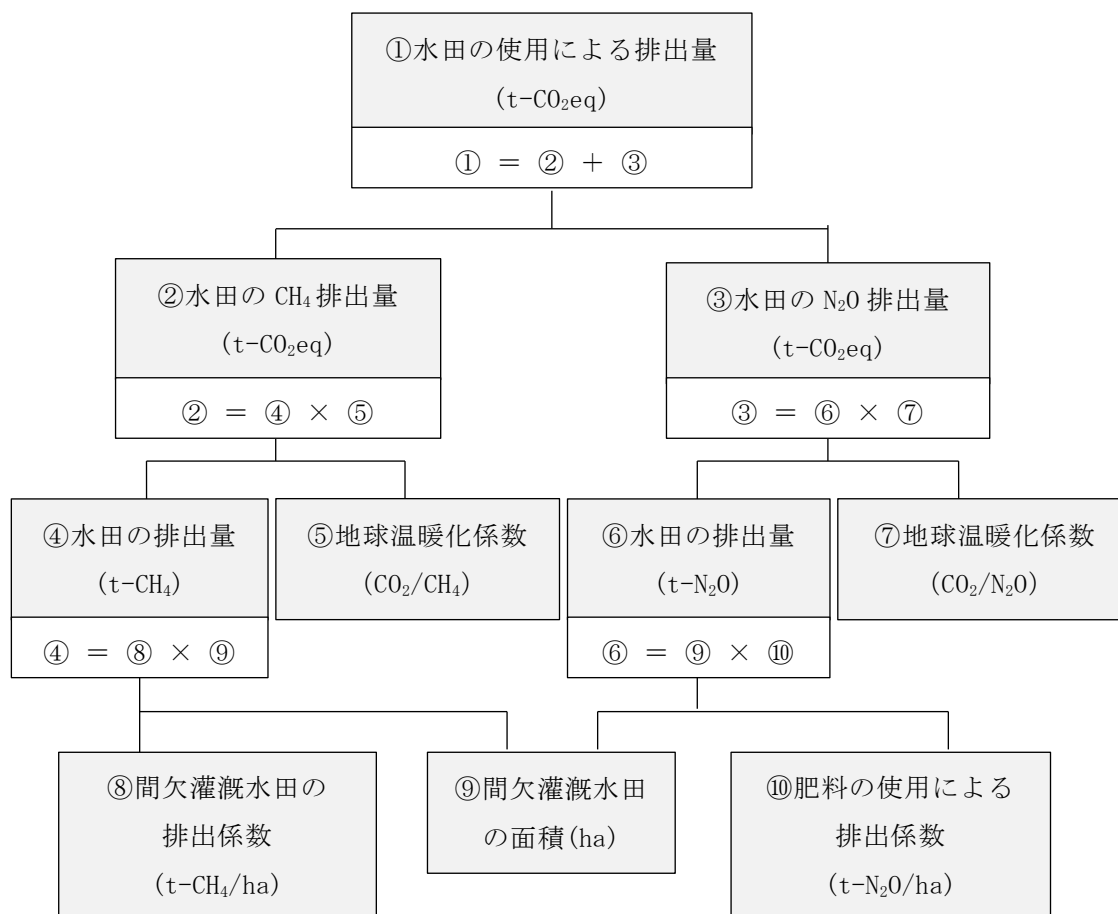 ①水田の使用による排出量
(t-CO₂eq)
① = ② + ③
②水田の CH₄排出量
(t-CO₂eq)
② = ④ × ⑤
③水田の N₂O 排出量
(t-CO₂eq)
③ = ⑥ × ⑦
④水田の排出量
(t-CH₄)
④ = ⑧ × ⑨
⑤地球温暖化係数
(CO₂/CH₄)
⑥水田の排出量
(t-N₂O)
⑥ = ⑨ × ⑩
⑦地球温暖化係数
(CO₂/N₂O)
⑧間欠灌漑水田の
排出係数
(t-CH₄/ha)
⑨間欠灌漑水田
の面積(ha)
⑩肥料の使用による
排出係数
(t-N₂O/ha)